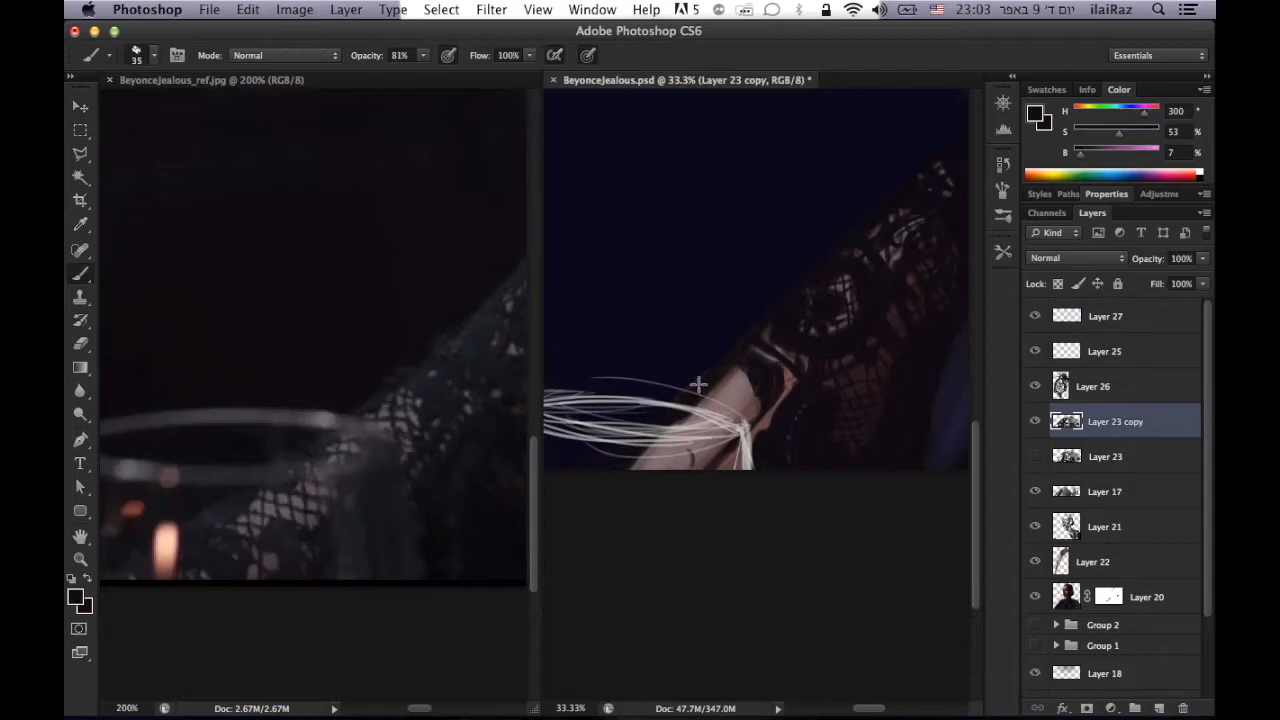 Photoshop File Edit Image Layer Type Select Filter View Window Help 5 יום ד׳ 9 באפר 23:03 ilaiRaz
Adobe Photoshop CS6
35 Mode: Normal Opacity: 81% Flow: 100% Essentials
BeyonceJealous_ref.jpg @ 200% (RGB/8) BeyonceJealous.psd @ 33.3% (Layer 23 copy, RGB/8) *
Swatches Info Color
H 300 °
S 53 %
B 7 %
Styles Paths Properties Adjustme
Channels Layers
Kind
Normal Opacity: 100%
Lock: Fill: 100%
Layer 27
Layer 25
Layer 26
Layer 23 copy
Layer 23
Layer 17
Layer 21
Layer 22
Layer 20
Group 2
Group 1
Layer 18
200% Doc: 2.67M/2.67M 33.33% Doc: 47.7M/347.0M